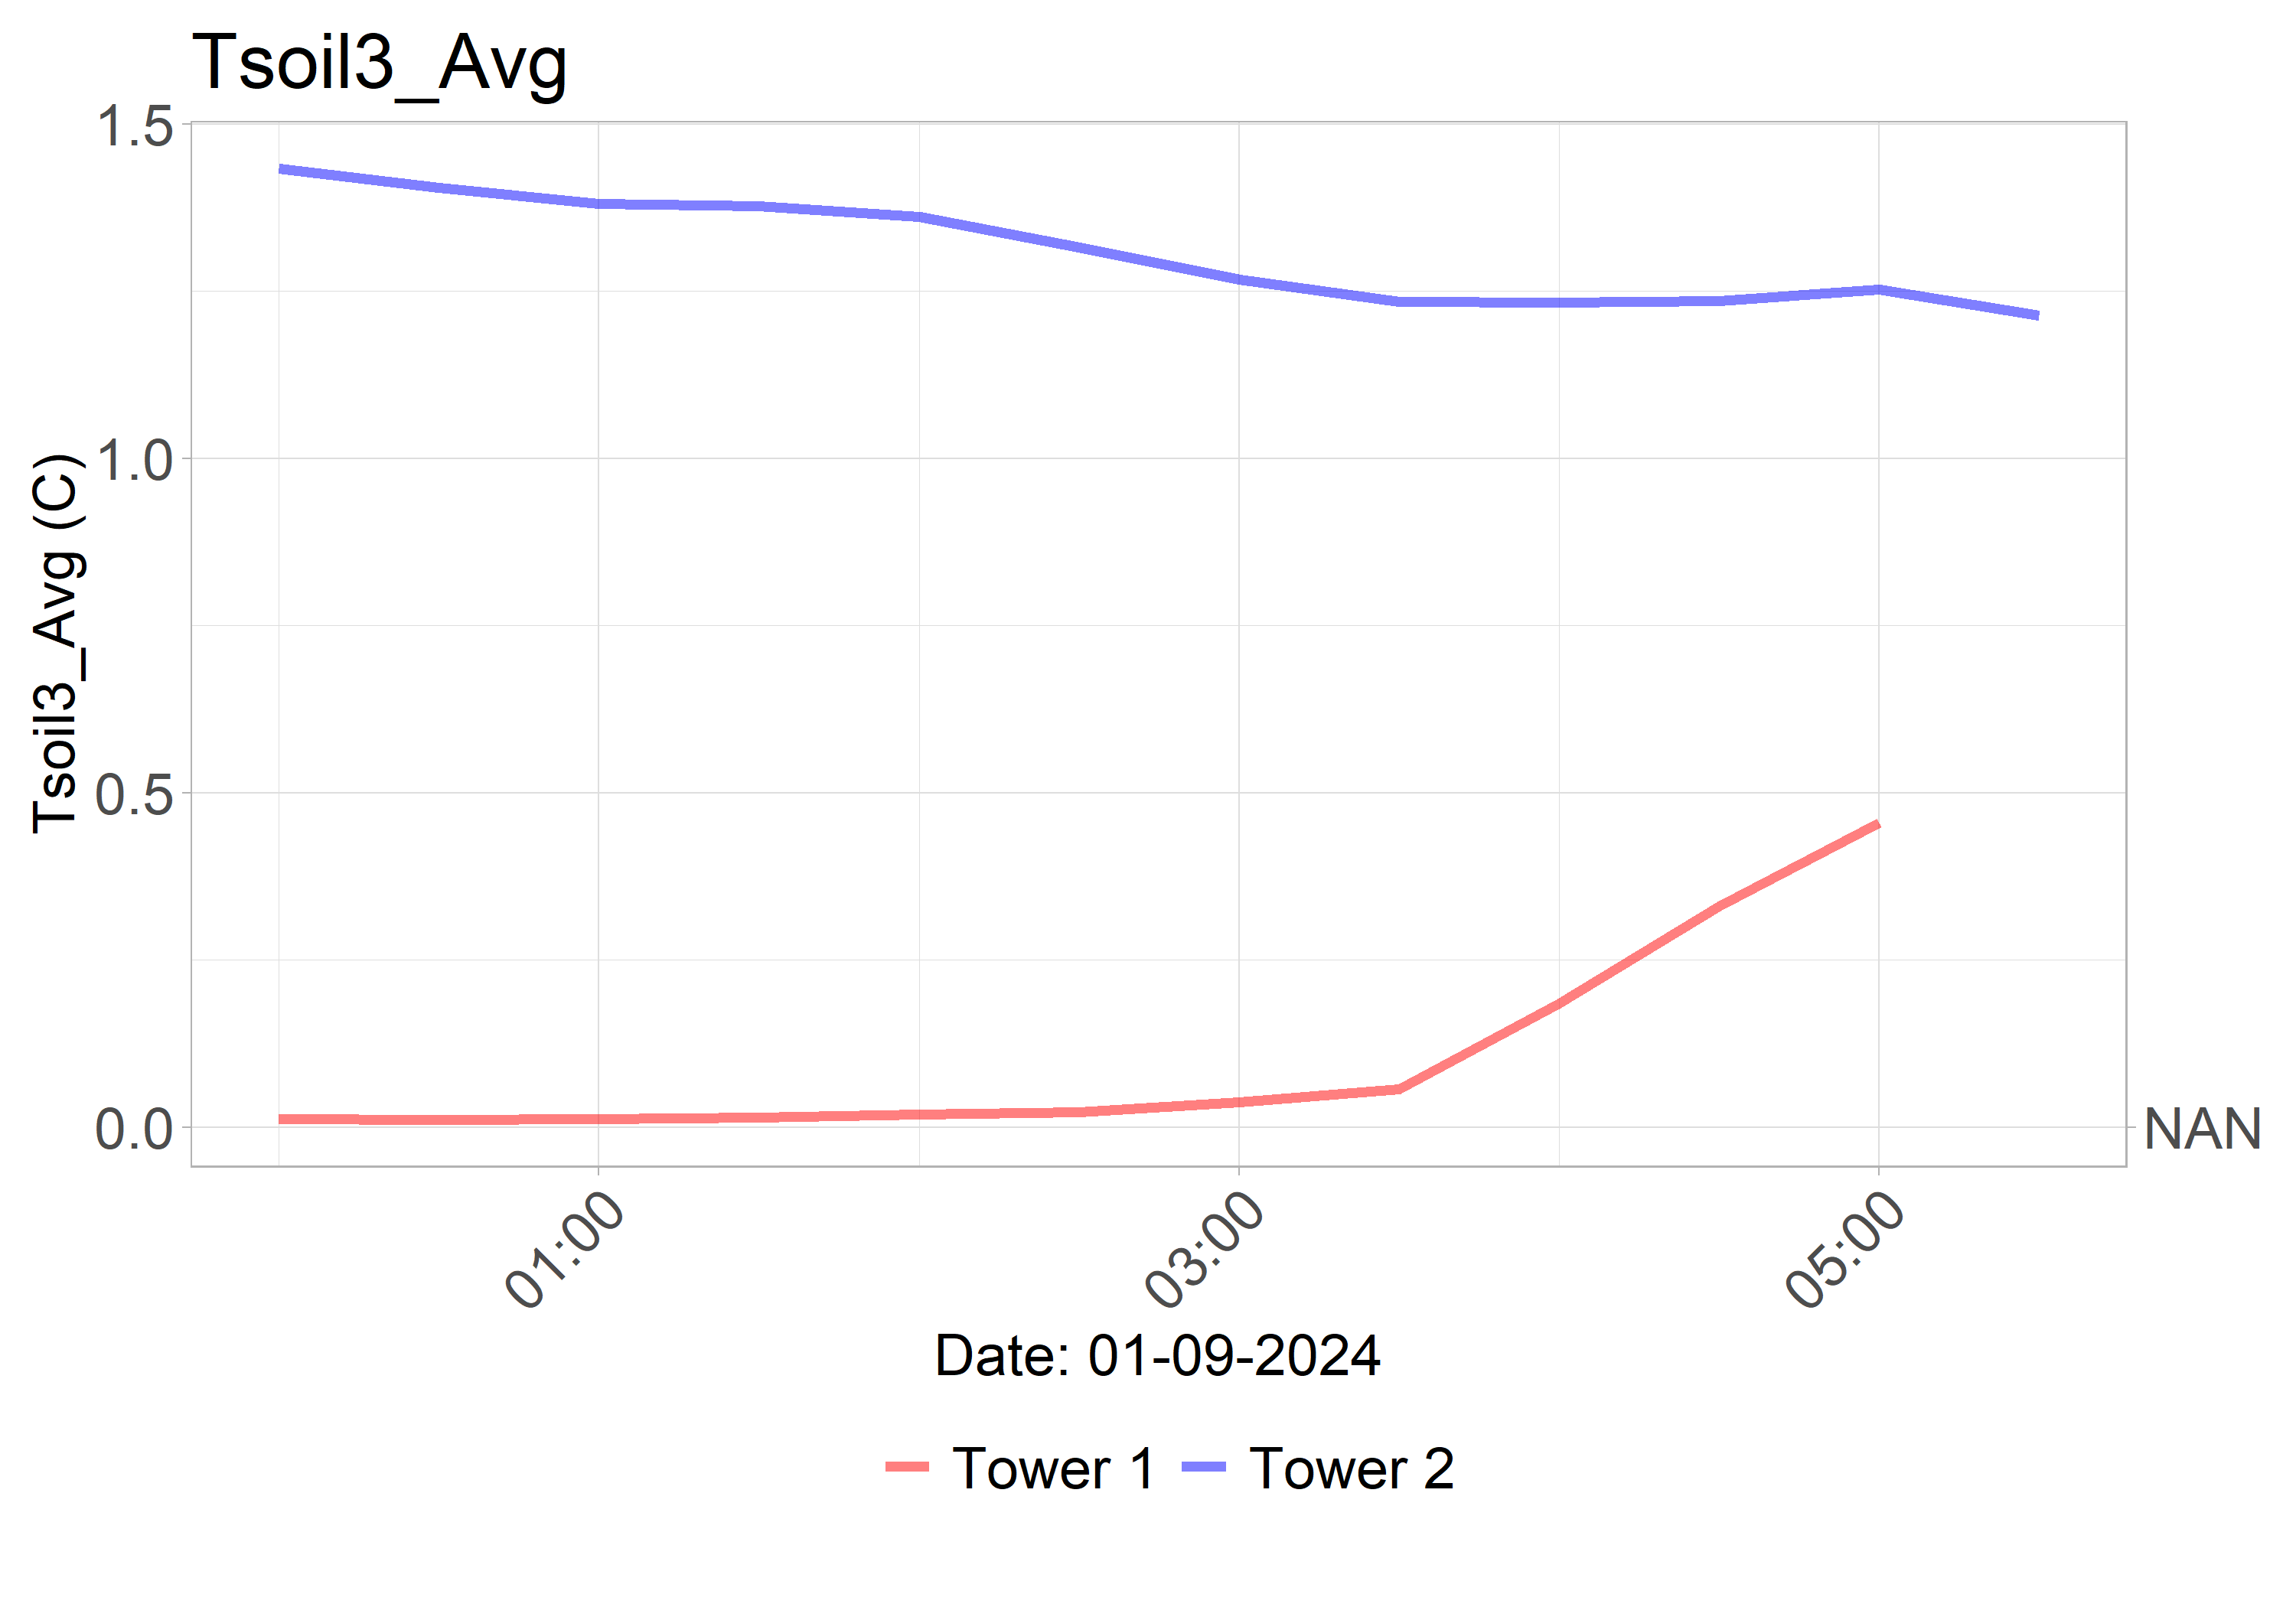 Tsoil3_Avg
Tsoil3_Avg (C)
1.5
1.0
0.5
0.0
NAN
01:00
03:00
05:00
Date: 01-09-2024
Tower 1
Tower 2